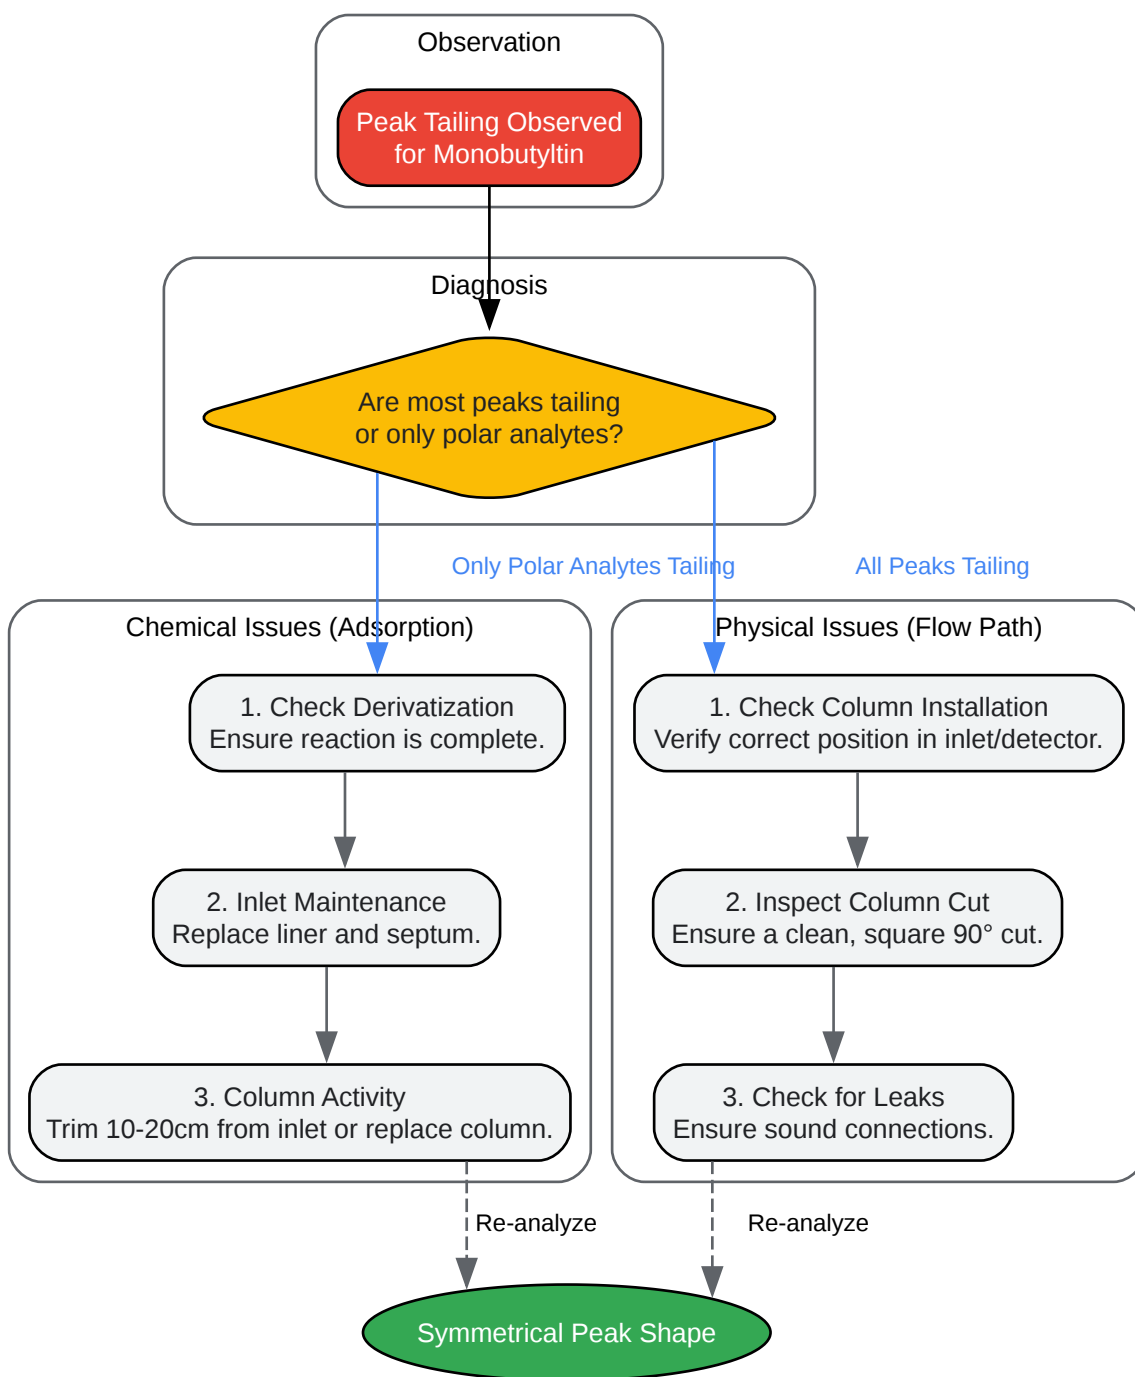 Observation
Peak Tailing Observed
for Monobutyltin
Diagnosis
Are most peaks tailing
or only polar analytes?
Only Polar Analytes Tailing
All Peaks Tailing
Chemical Issues (Adsorption)
1. Check Derivatization
Ensure reaction is complete.
2. Inlet Maintenance
Replace liner and septum.
3. Column Activity
Trim 10-20cm from inlet or replace column.
Re-analyze
Physical Issues (Flow Path)
1. Check Column Installation
Verify correct position in inlet/detector.
2. Inspect Column Cut
Ensure a clean, square 90° cut.
3. Check for Leaks
Ensure sound connections.
Re-analyze
Symmetrical Peak Shape